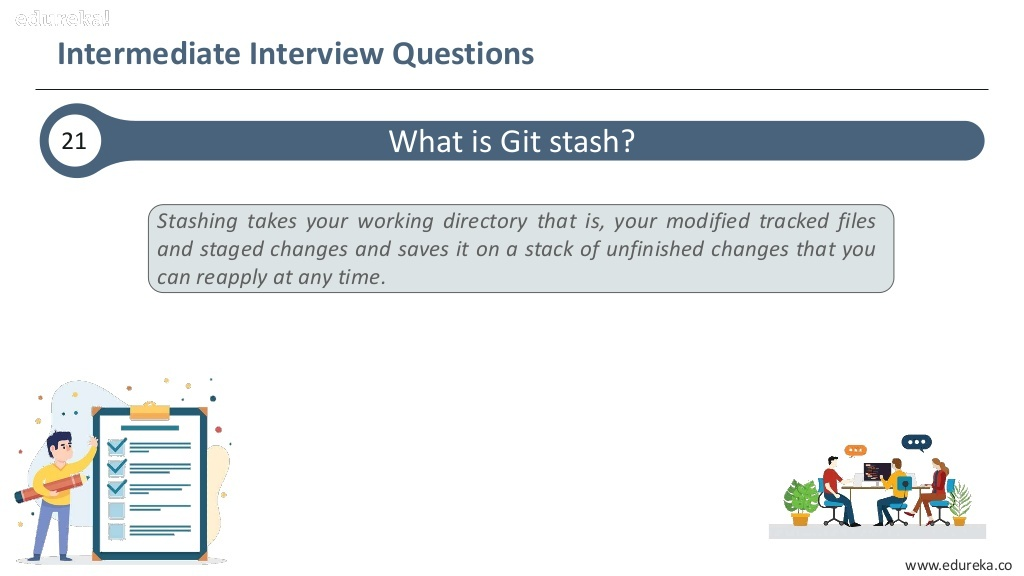 edureka!
Intermediate Interview Questions
21
What is Git stash?
Stashing takes your working directory that is, your modified tracked files
and staged changes and saves it on a stack of unfinished changes that you
can reapply at any time.
www.edureka.co